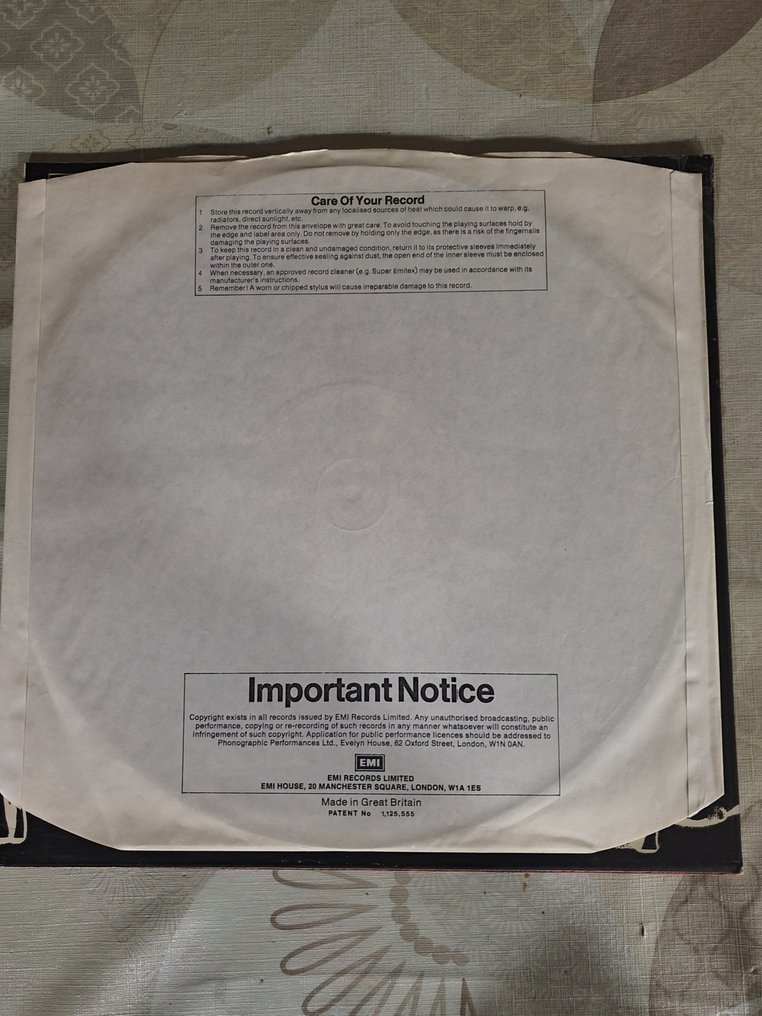 Care Of Your Record
1 Store this record vertically away from any localised sources of heat which could cause it to warp, e.g.
radiators, direct sunlight, etc.
2 Remove the record from this envelope with great care. To avoid touching the playing surfaces hold by
the edge and label area only. Do not remove by holding only the edge, as there is a risk of the fingernails
damaging the playing surfaces.
3 To keep this record in a clean and undamaged condition, return it to its protective sleeves immediately
after playing. To ensure effective sealing against dust, the open end of the inner sleeve must be enclosed
within the outer one.
4 When necessary, an approved record cleaner (e.g. Super Emitex) may be used in accordance with its
manufacturer's instructions.
5 Remember! A worn or chipped stylus will cause irreparable damage to this record.
Important Notice
Copyright exists in all records issued by EMI Records Limited. Any unauthorised broadcasting, public
performance, copying or re-recording of such records in any manner whatsoever will constitute an
infringement of such copyright. Application for public performance licences should be addressed to
Phonographic Performances Ltd., Evelyn House, 62 Oxford Street, London, W1N 0AN.
EMI
EMI RECORDS LIMITED
EMI HOUSE, 20 MANCHESTER SQUARE, LONDON, W1A 1ES
Made in Great Britain
PATENT No 1,125,555